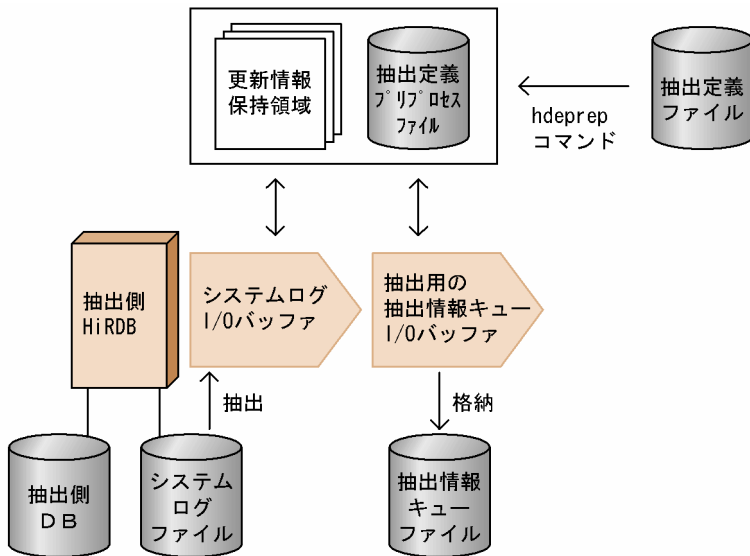 更新情報
保持領域
抽出定義
プリプロセス
ファイル
抽出定義
ファイル
hdeprep
コマンド
抽出側
HiRDB
システムログ
I/Oバッファ
抽出用の
抽出情報キュー
I/Oバッファ
抽出
格納
抽出側
DB
システム
ログ
ファイル
抽出情報
キュー
ファイル